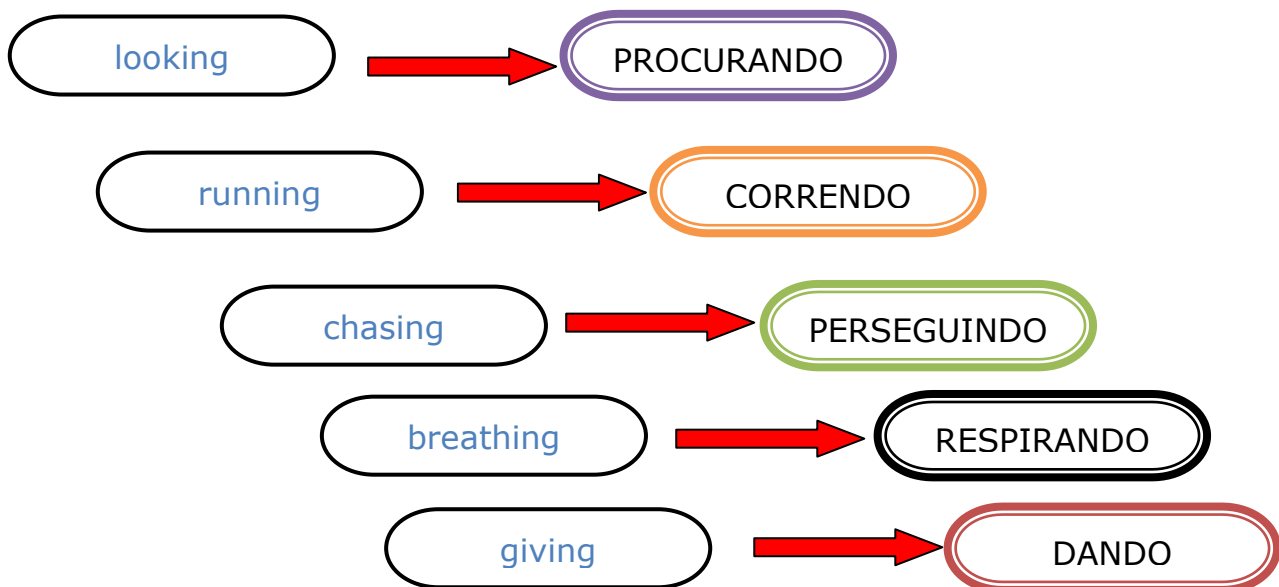 looking PROCURANDO
running CORRENDO
chasing PERSEGUINDO
breathing RESPIRANDO
giving DANDO